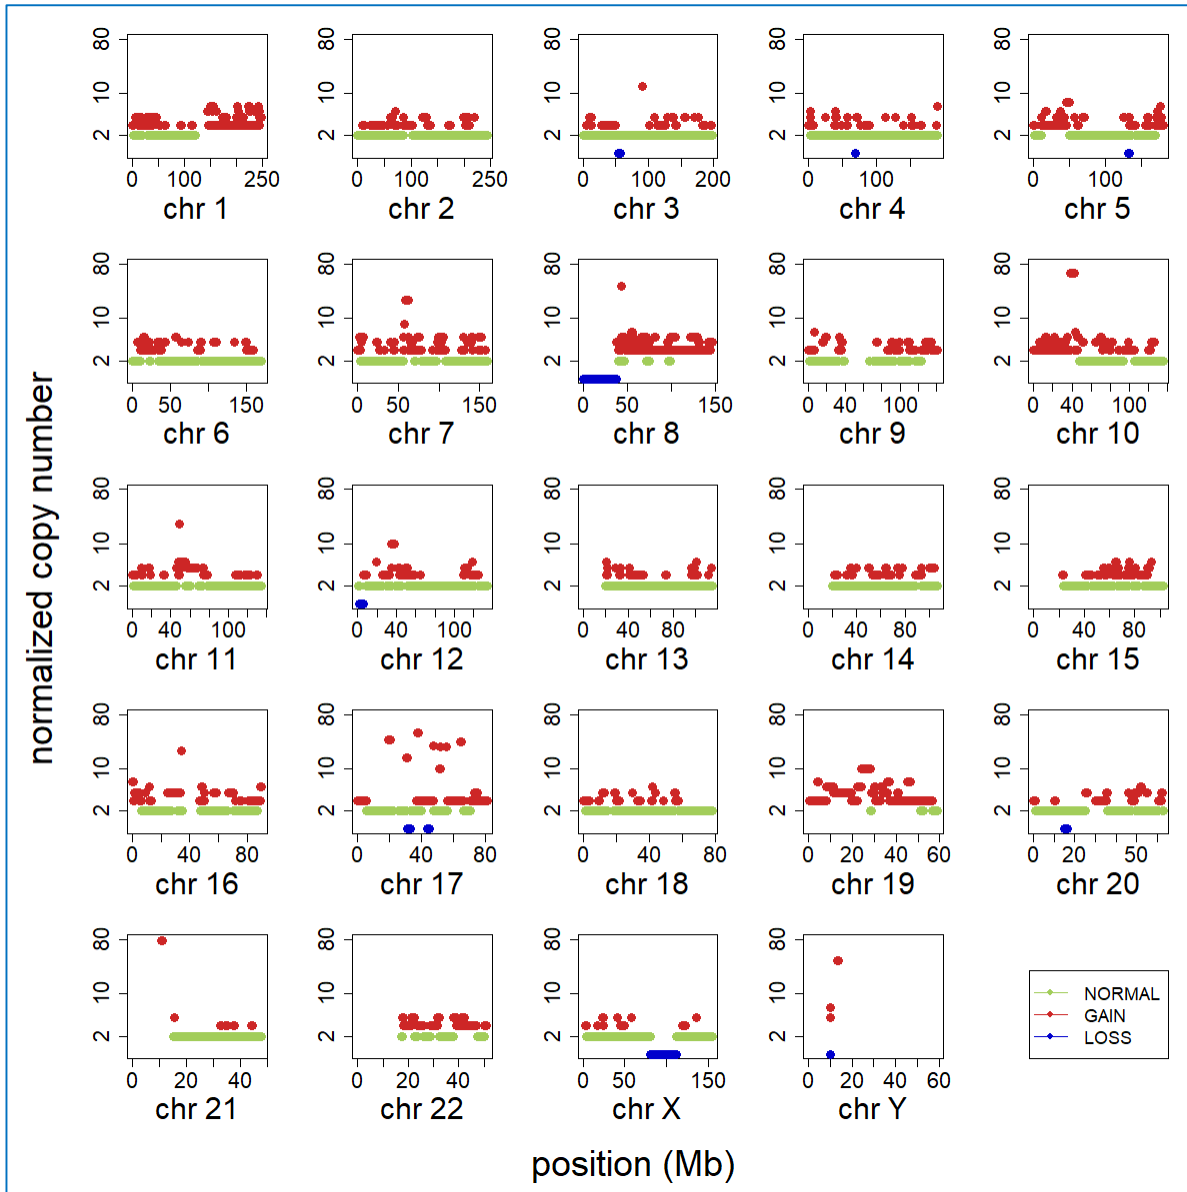 normalized copy number
80
10
2
0 100 250
chr 1
80
10
2
0 100 250
chr 2
80
10
2
0 50 100 200
chr 3
80
10
2
0 100
chr 4
80
10
2
0 100
chr 5
80
10
2
0 50 150
chr 6
80
10
2
0 50 150
chr 7
80
10
2
0 50 150
chr 8
80
10
2
0 40 100
chr 9
80
10
2
0 40 100
chr 10
80
10
2
0 40 100
chr 11
80
10
2
0 40 100
chr 12
80
10
2
0 40 80
chr 13
80
10
2
0 40 80
chr 14
80
10
2
0 40 80
chr 15
80
10
2
0 40 80
chr 16
80
10
2
0 40 80
chr 17
80
10
2
0 40 80
chr 18
80
10
2
0 20 40 60
chr 19
80
10
2
0 20 50
chr 20
80
10
2
0 20 40
chr 21
80
10
2
0 20 40
chr 22
80
10
2
0 50 150
chr X
80
10
2
0 20 40 60
chr Y
NORMAL
GAIN
LOSS
position (Mb)